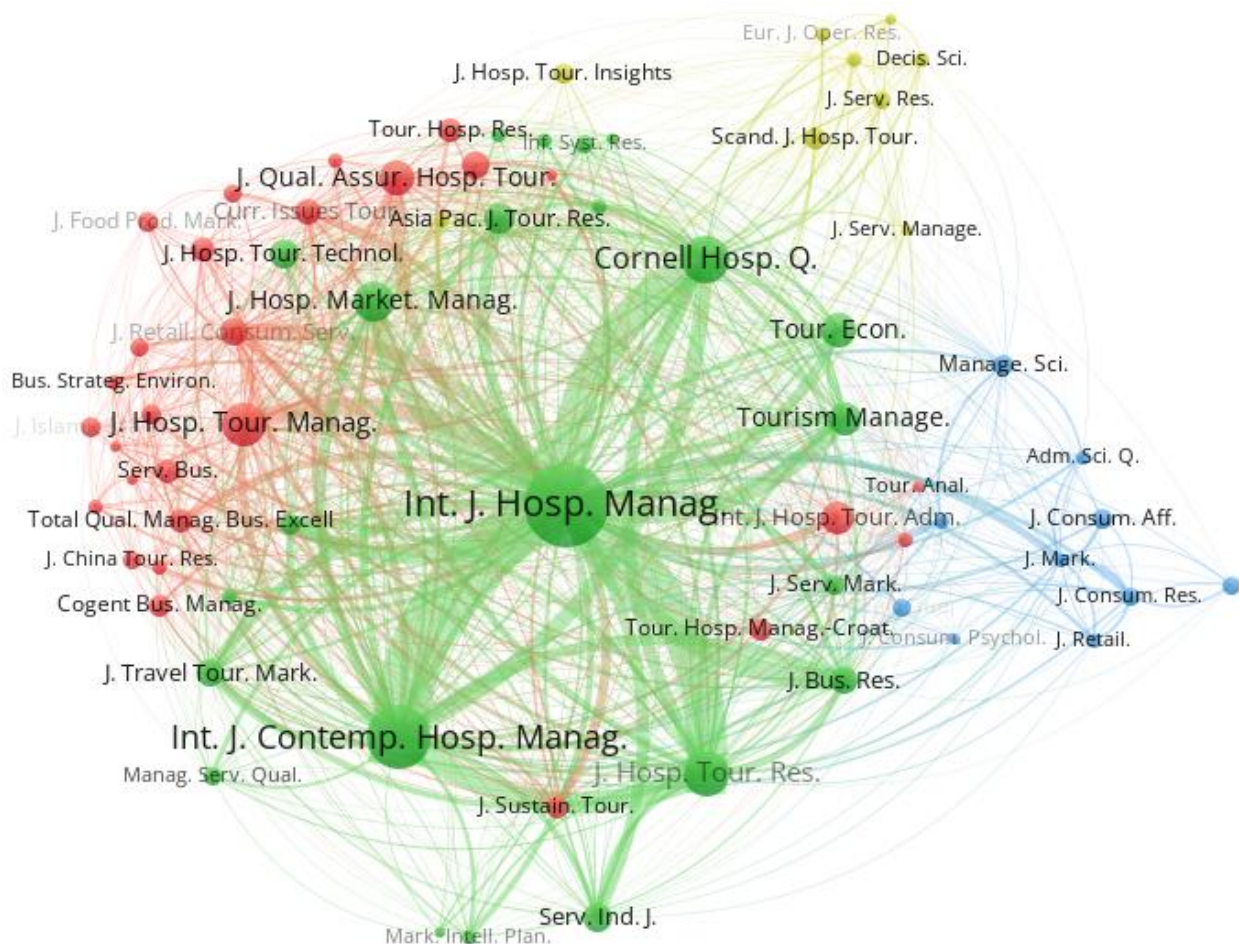 Eur. J. Oper. Res.
Decis. Sci.
J. Hosp. Tour. Insights
J. Serv. Res.
Tour. Hosp. Res.
Inf. Syst. Res.
Scand. J. Hosp. Tour.
J. Qual. Assur. Hosp. Tour.
Curr. Issues Tour.
J. Food Prod. Mark.
Asia Pac. J. Tour. Res.
J. Serv. Manage.
J. Hosp. Tour. Technol.
Cornell Hosp. Q.
J. Hosp. Market. Manag.
J. Retail. Consum. Serv.
Tour. Econ.
Manage. Sci.
Bus. Strateg. Environ.
J. Islam
J. Hosp. Tour. Manag.
Tourism Manage.
Adm. Sci. Q.
Serv. Bus.
Tour. Anal.
Int. J. Hosp. Manag.
Int. J. Hosp. Tour. Adm.
Total Qual. Manag. Bus. Excell
J. Consum. Aff.
J. China Tour. Res.
J. Mark.
J. Serv. Mark.
J. Consum. Res.
Cogent Bus. Manag.
Tour. Hosp. Manag.-Croat.
J. Consum. Psychol.
J. Retail.
J. Travel Tour. Mark.
J. Bus. Res.
Int. J. Contemp. Hosp. Manag.
Manag. Serv. Qual.
J. Hosp. Tour. Res.
J. Sustain. Tour.
Serv. Ind. J.
Mark. Intell. Plan.